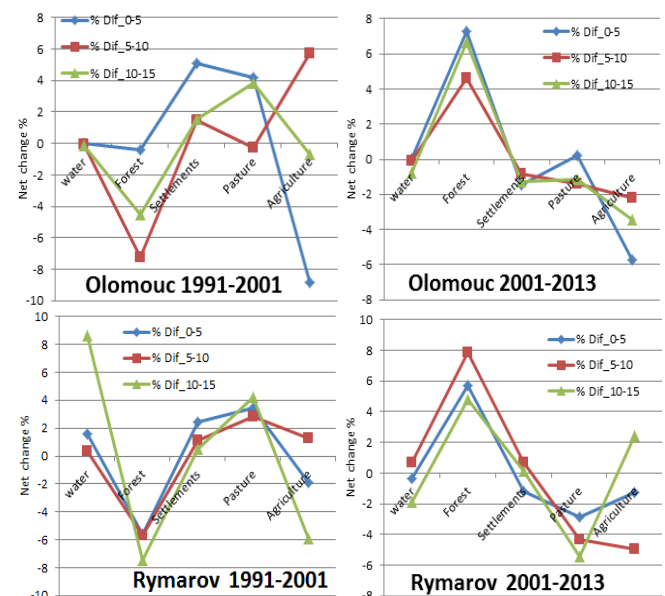 % Dif_0-5
% Dif_5-10
% Dif_10-15
Net change %
8
6
4
2
0
-2
-4
-6
-8
-10
water
Forest
Settlements
Pasture
Agriculture
Olomouc 1991-2001
% Dif_0-5
% Dif_5-10
% Dif_10-15
Net change %
8
6
4
2
0
-2
-4
-6
-8
water
Forest
Settlements
Pasture
Agriculture
Olomouc 2001-2013
% Dif_0-5
% Dif_5-10
% Dif_10-15
Net change %
10
8
6
4
2
0
-2
-4
-6
-8
-10
water
Forest
Settlements
Pasture
Agriculture
Rymarov 1991-2001
% Dif_0-5
% Dif_5-10
% Dif_10-15
Net change %
10
8
6
4
2
0
-2
-4
-6
-8
water
Forest
Settlements
Pasture
Agriculture
Rymarov 2001-2013